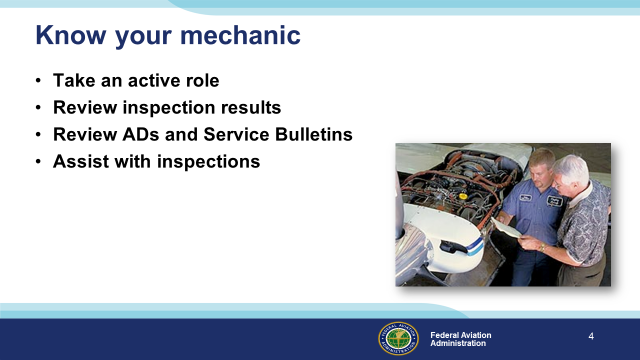 Know your mechanic
• Take an active role
• Review inspection results
• Review ADs and Service Bulletins
• Assist with inspections
Federal Aviation
Administration
4